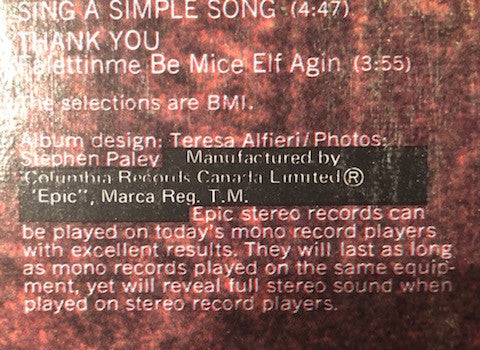 SING A SIMPLE SONG (4:47)
THANK YOU
Falettinme Be Mice Elf Agin (3:55)
The selections are BMI.
Album design: Teresa Alfieri/Photos:
Stephen Paley Manufactured by
Columbia Records Canada Limited®
"Epic", Marca Reg. T.M.
Epic stereo records can
be played on today's mono record players
with excellent results. They will last as long
as mono records played on the same equip-
ment, yet will reveal full stereo sound when
played on stereo record players.